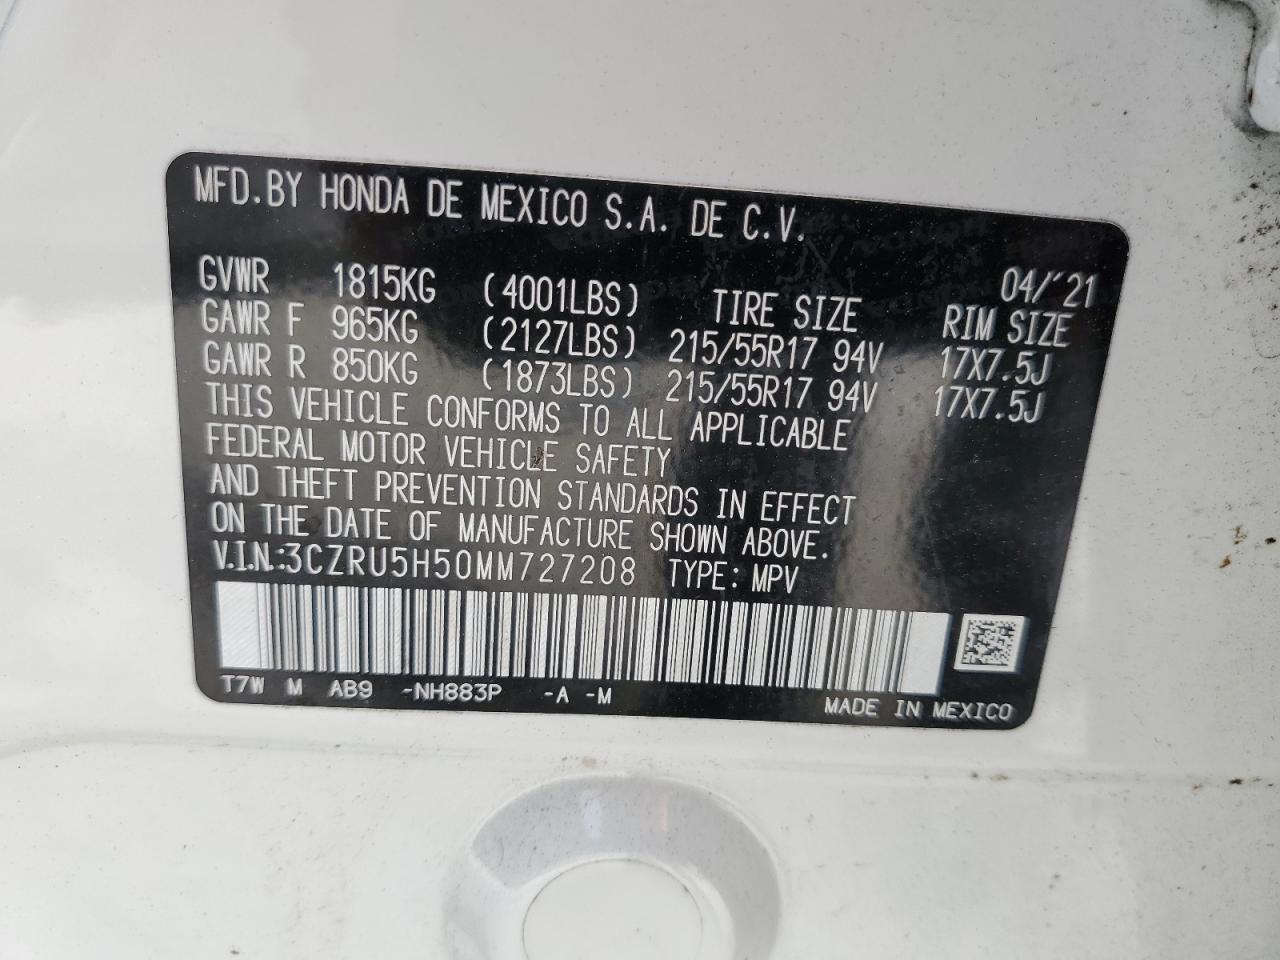 MFD.BY HONDA DE MEXICO S.A. DE C.V.
04/'21
GVWR 1815KG (4001LBS) TIRE SIZE RIM SIZE
GAWR F 965KG (2127LBS) 215/55R17 94V 17X7.5J
GAWR R 850KG (1873LBS) 215/55R17 94V 17X7.5J
THIS VEHICLE CONFORMS TO ALL APPLICABLE
FEDERAL MOTOR VEHICLE SAFETY
AND THEFT PREVENTION STANDARDS IN EFFECT
ON THE DATE OF MANUFACTURE SHOWN ABOVE.
V.I.N.:3CZRU5H50MM727208 TYPE: MPV
T7W M AB9 -NH883P -A -M
MADE IN MEXICO